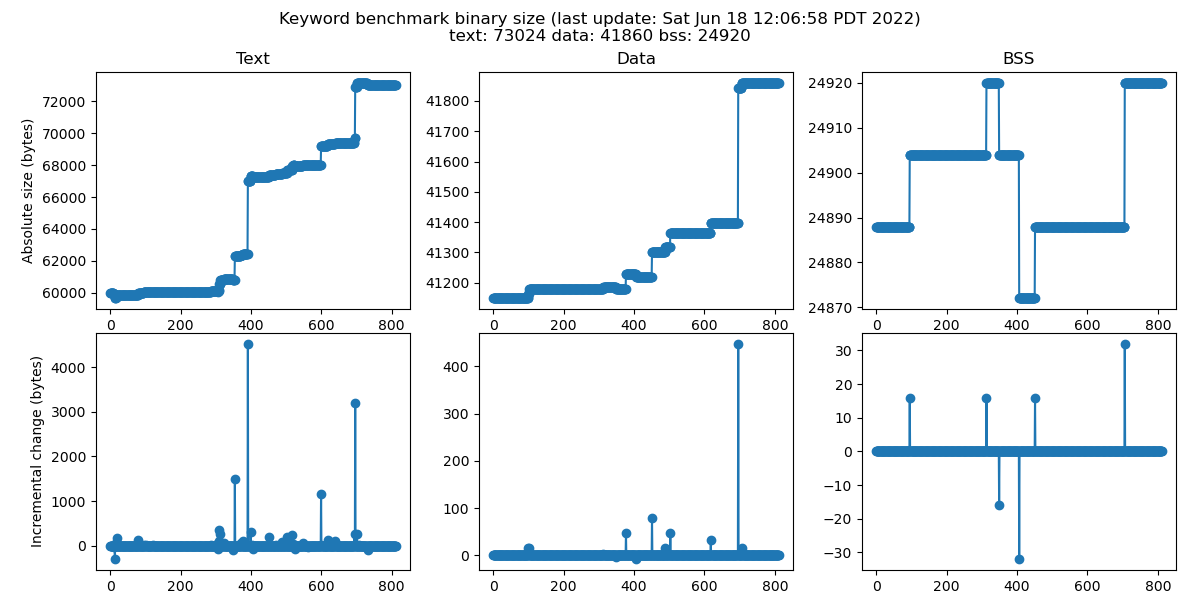 Keyword benchmark binary size (last update: Sat Jun 18 12:06:58 PDT 2022)
text: 73024 data: 41860 bss: 24920
Text
Data
BSS
Absolute size (bytes)
72000
70000
68000
66000
64000
62000
60000
0 200 400 600 800
41800
41700
41600
41500
41400
41300
41200
0 200 400 600 800
24920
24910
24900
24890
24880
24870
0 200 400 600 800
Incremental change (bytes)
4000
3000
2000
1000
0
0 200 400 600 800
400
300
200
100
0
0 200 400 600 800
30
20
10
0
−10
−20
−30
0 200 400 600 800